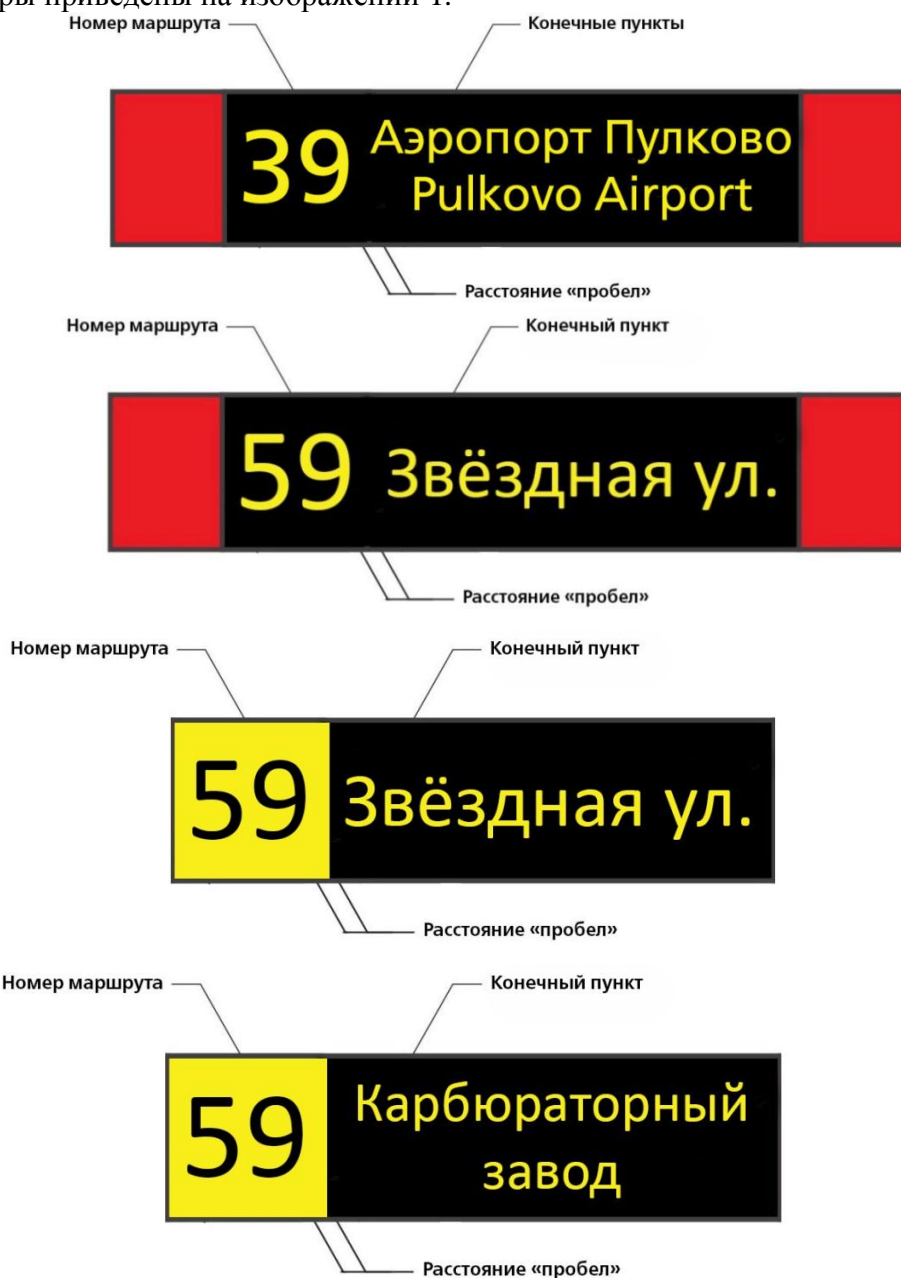 ры приведены на изображении 1.
Номер маршрута
Конечные пункты
39
Аэропорт Пулково
Pulkovo Airport
Расстояние «пробел»
Номер маршрута
Конечный пункт
59 Звёздная ул.
Расстояние «пробел»
Номер маршрута
Конечный пункт
59 Звёздная ул.
Расстояние «пробел»
Номер маршрута
Конечный пункт
59
Карбюраторный
завод
Расстояние «пробел»